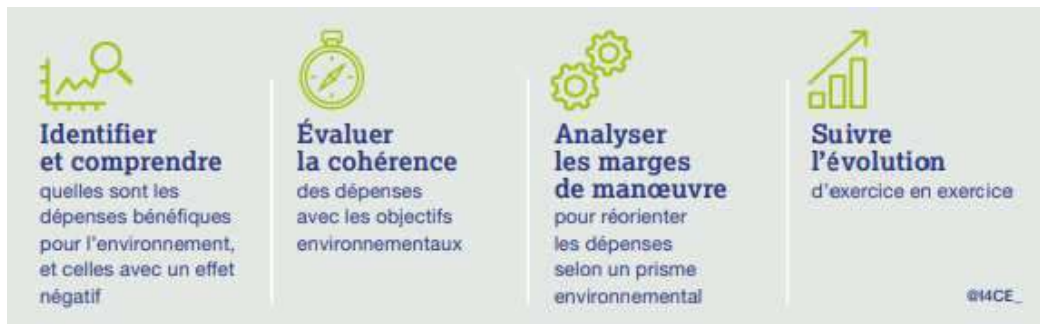 Identifier
et comprendre
quelles sont les
dépenses bénéfiques
pour l'environnement,
et celles avec un effet
négatif
Évaluer
la cohérence
des dépenses
avec les objectifs
environnementaux
Analyser
les marges
de manœuvre
pour réorienter
les dépenses
selon un prisme
environnemental
Suivre
l'évolution
d'exercice en exercice
@I4CE_